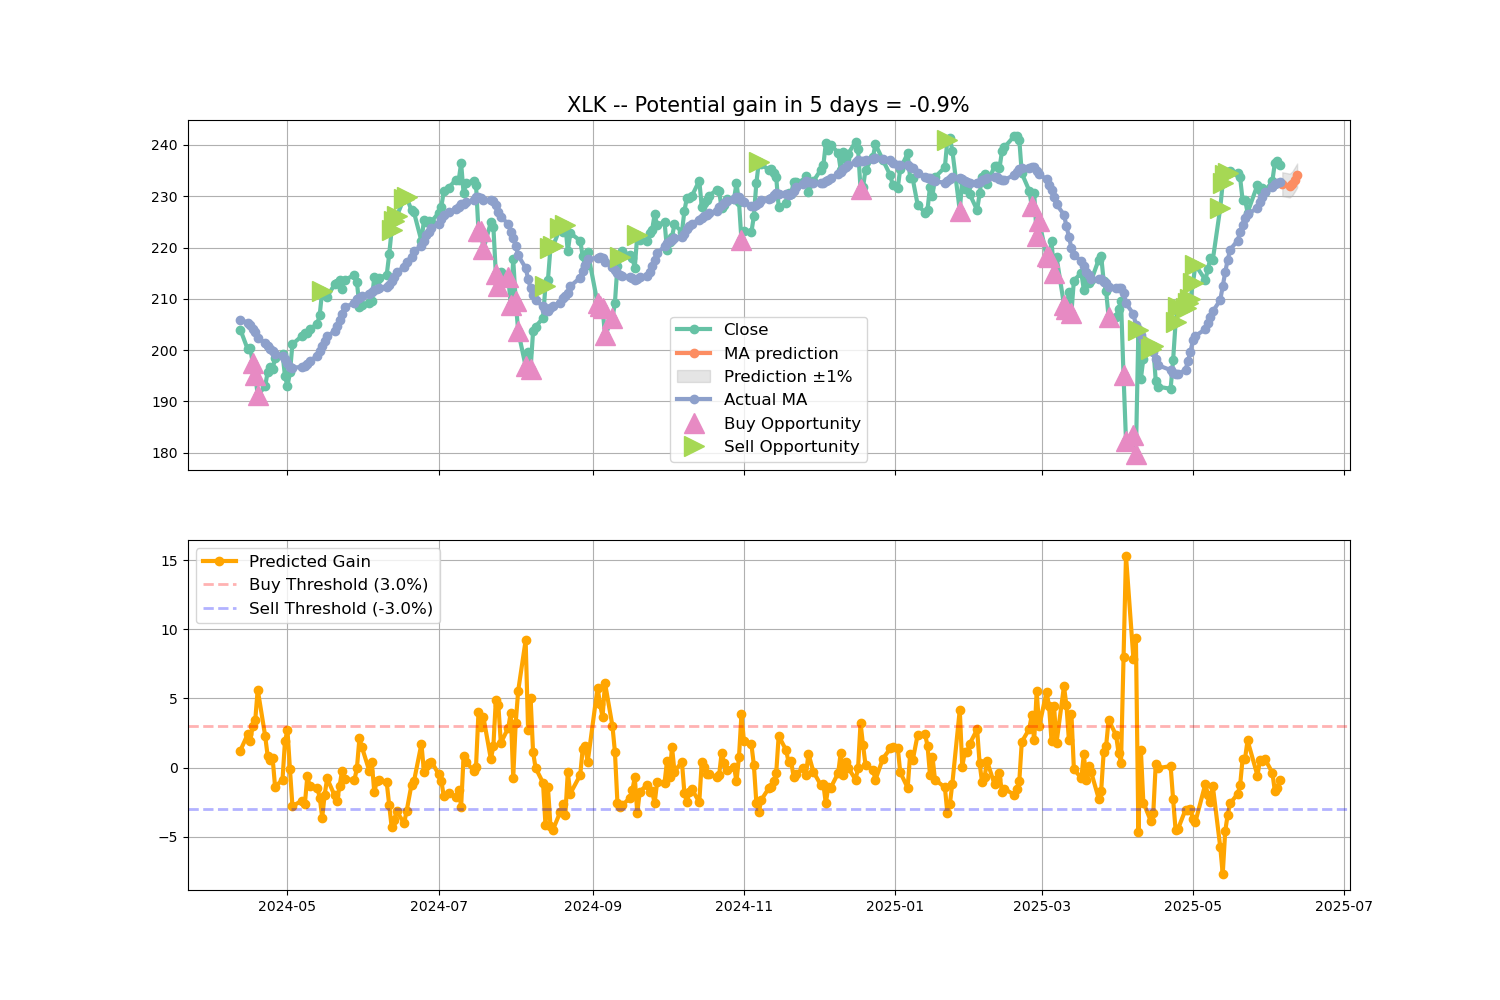 XLK -- Potential gain in 5 days = -0.9%
240
230
220
210
200
190
180
Close
MA prediction
Prediction ±1%
Actual MA
Buy Opportunity
Sell Opportunity
15
10
5
0
−5
Predicted Gain
Buy Threshold (3.0%)
Sell Threshold (-3.0%)
2024-05 2024-07 2024-09 2024-11 2025-01 2025-03 2025-05 2025-07